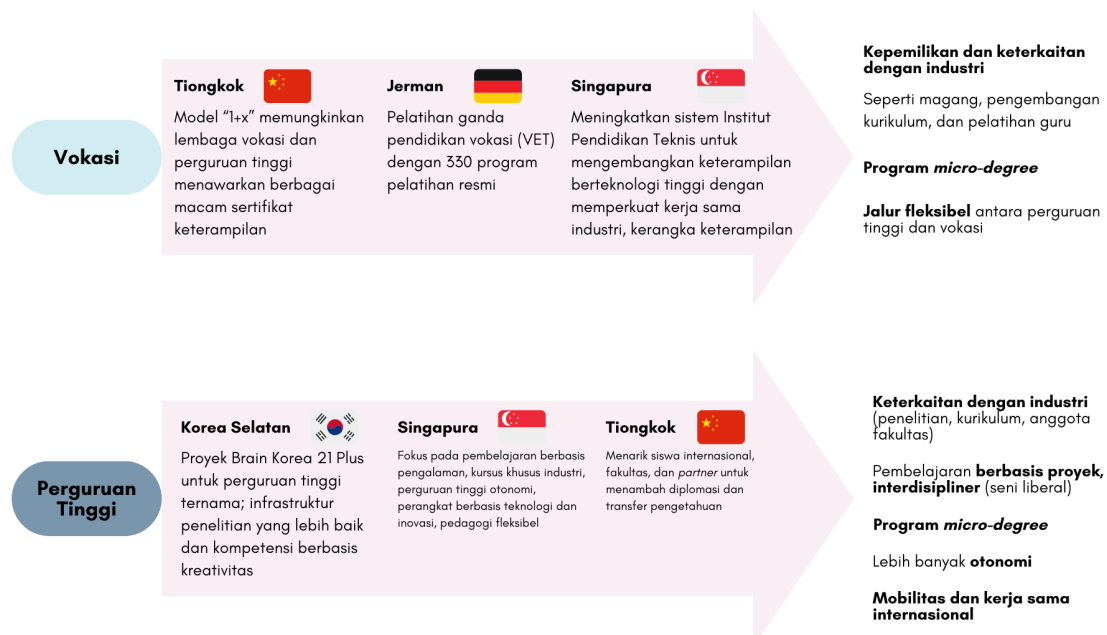 Vokasi
Tiongkok
Model “1+x” memungkinkan
lembaga vokasi dan
perguruan tinggi
menawarkan berbagai
macam sertifikat
keterampilan
Jerman
Pelatihan ganda
pendidikan vokasi (VET)
dengan 330 program
pelatihan resmi
Singapura
Meningkatkan sistem Institut
Pendidikan Teknis untuk
mengembangkan keterampilan
berteknologi tinggi dengan
memperkuat kerja sama
industri, kerangka keterampilan
Kepemilikan dan keterkaitan
dengan industri
Seperti magang, pengembangan
kurikulum, dan pelatihan guru
Program micro-degree
Jalur fleksibel antara perguruan
tinggi dan vokasi
Perguruan
Tinggi
Korea Selatan
Proyek Brain Korea 21 Plus
untuk perguruan tinggi
ternama; infrastruktur
penelitian yang lebih baik
dan kompetensi berbasis
kreativitas
Singapura
Fokus pada pembelajaran berbasis
pengalaman, kursus khusus industri,
perguruan tinggi otonomi,
perangkat berbasis teknologi dan
inovasi, pedagogi fleksibel
Tiongkok
Menarik siswa internasional,
fakultas, dan partner untuk
menambah diplomasi dan
transfer pengetahuan
Keterkaitan dengan industri
(penelitian, kurikulum, anggota
fakultas)
Pembelajaran berbasis proyek,
interdisipliner (seni liberal)
Program micro-degree
Lebih banyak otonomi
Mobilitas dan kerja sama
internasional